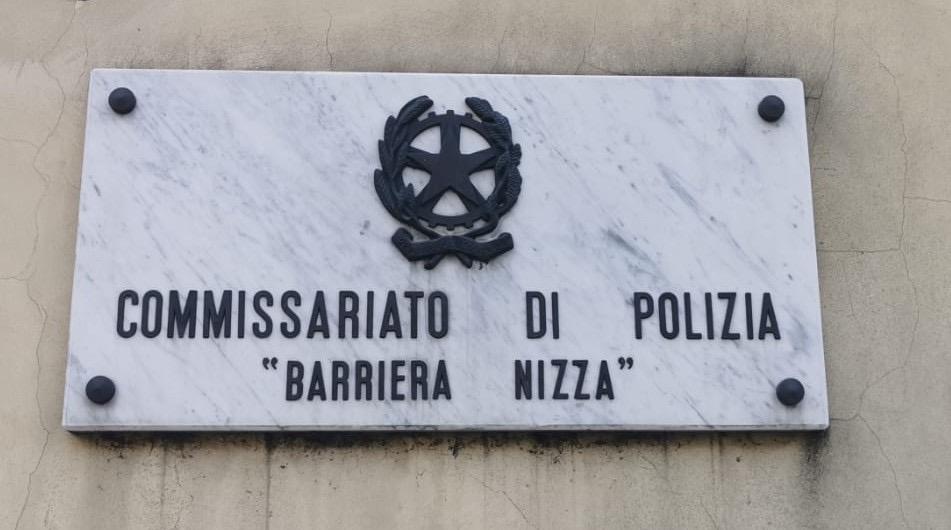 COMMISSARIATO DI POLIZIA
“BARRIERA NIZZA”